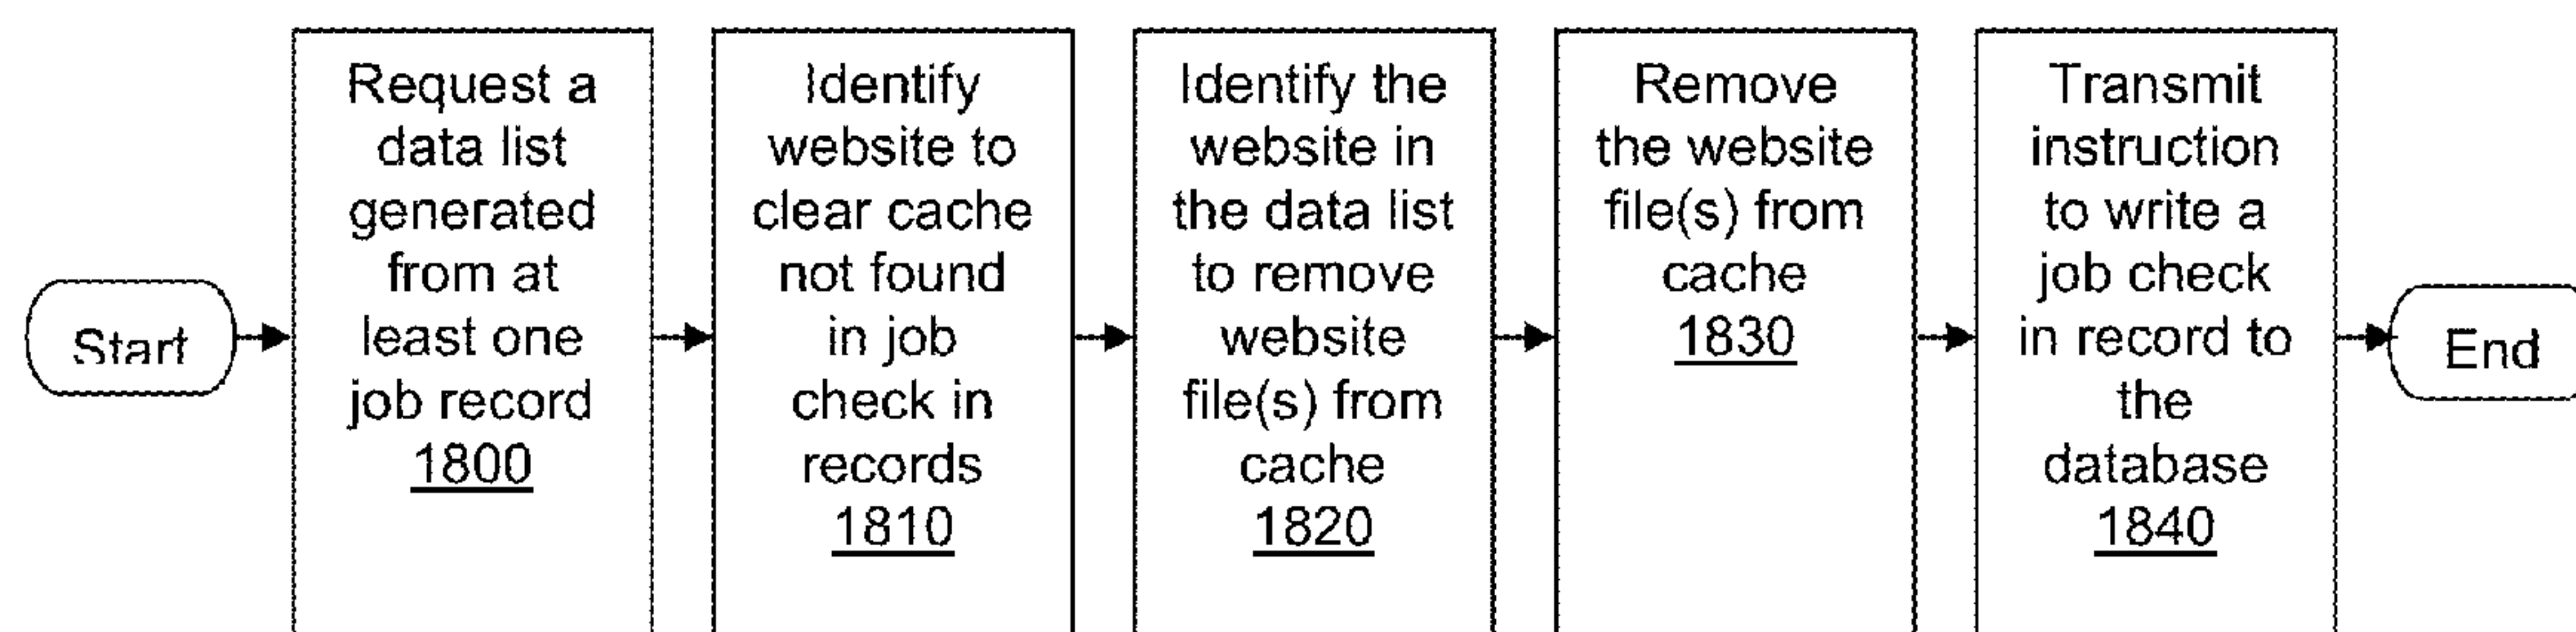 Start
Request a
data list
generated
from at
least one
job record
1800
Identify
website to
clear cache
not found
in job
check in
records
1810
Identify the
website in
the data list
to remove
website
file(s) from
cache
1820
Remove
the website
file(s) from
cache
1830
Transmit
instruction
to write a
job check
in record to
the
database
1840
End